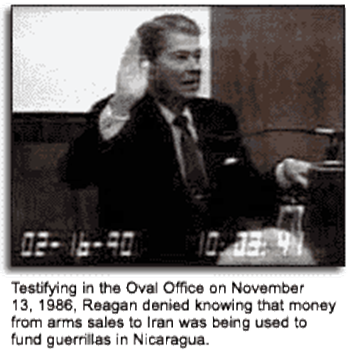 02-16-90 10:03:41
Testifying in the Oval Office on November
13, 1986, Reagan denied knowing that money
from arms sales to Iran was being used to
fund guerrillas in Nicaragua.